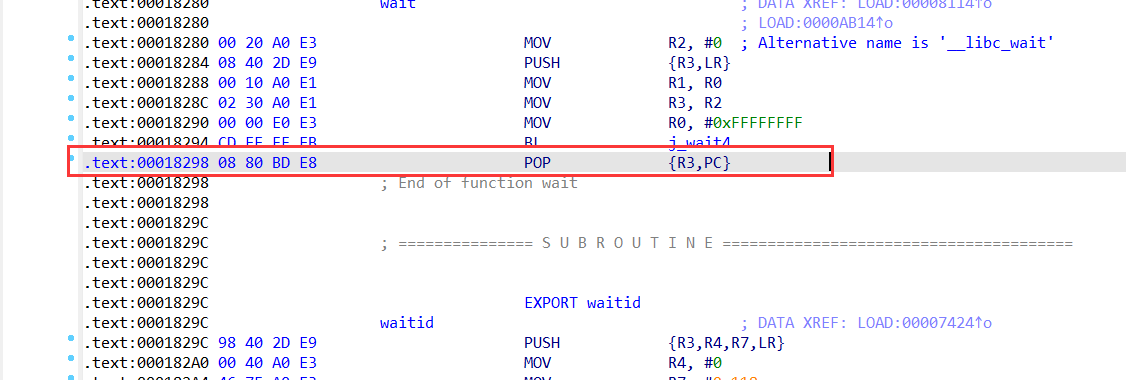 .text:00018280 wait ; DATA XREF: LOAD:00008114↑o
.text:00018280 ; LOAD:0000AB14↑o
.text:00018280 00 20 A0 E3 MOV R2, #0 ; Alternative name is '__libc_wait'
.text:00018284 08 40 2D E9 PUSH {R3,LR}
.text:00018288 00 10 A0 E1 MOV R1, R0
.text:0001828C 02 30 A0 E1 MOV R3, R2
.text:00018290 00 00 E0 E3 MOV R0, #0xFFFFFFFF
.text:00018294 CD FF FF EB BL j_wait4
.text:00018298 08 80 BD E8 POP {R3,PC}
.text:00018298 ; End of function wait
.text:00018298
.text:0001829C
.text:0001829C ; =============== S U B R O U T I N E =======================================
.text:0001829C
.text:0001829C
.text:0001829C EXPORT waitid
.text:0001829C waitid ; DATA XREF: LOAD:00007424↑o
.text:0001829C 98 40 2D E9 PUSH {R3,R4,R7,LR}
.text:000182A0 00 40 A0 E3 MOV R4, #0
.text:000182A4 MOV